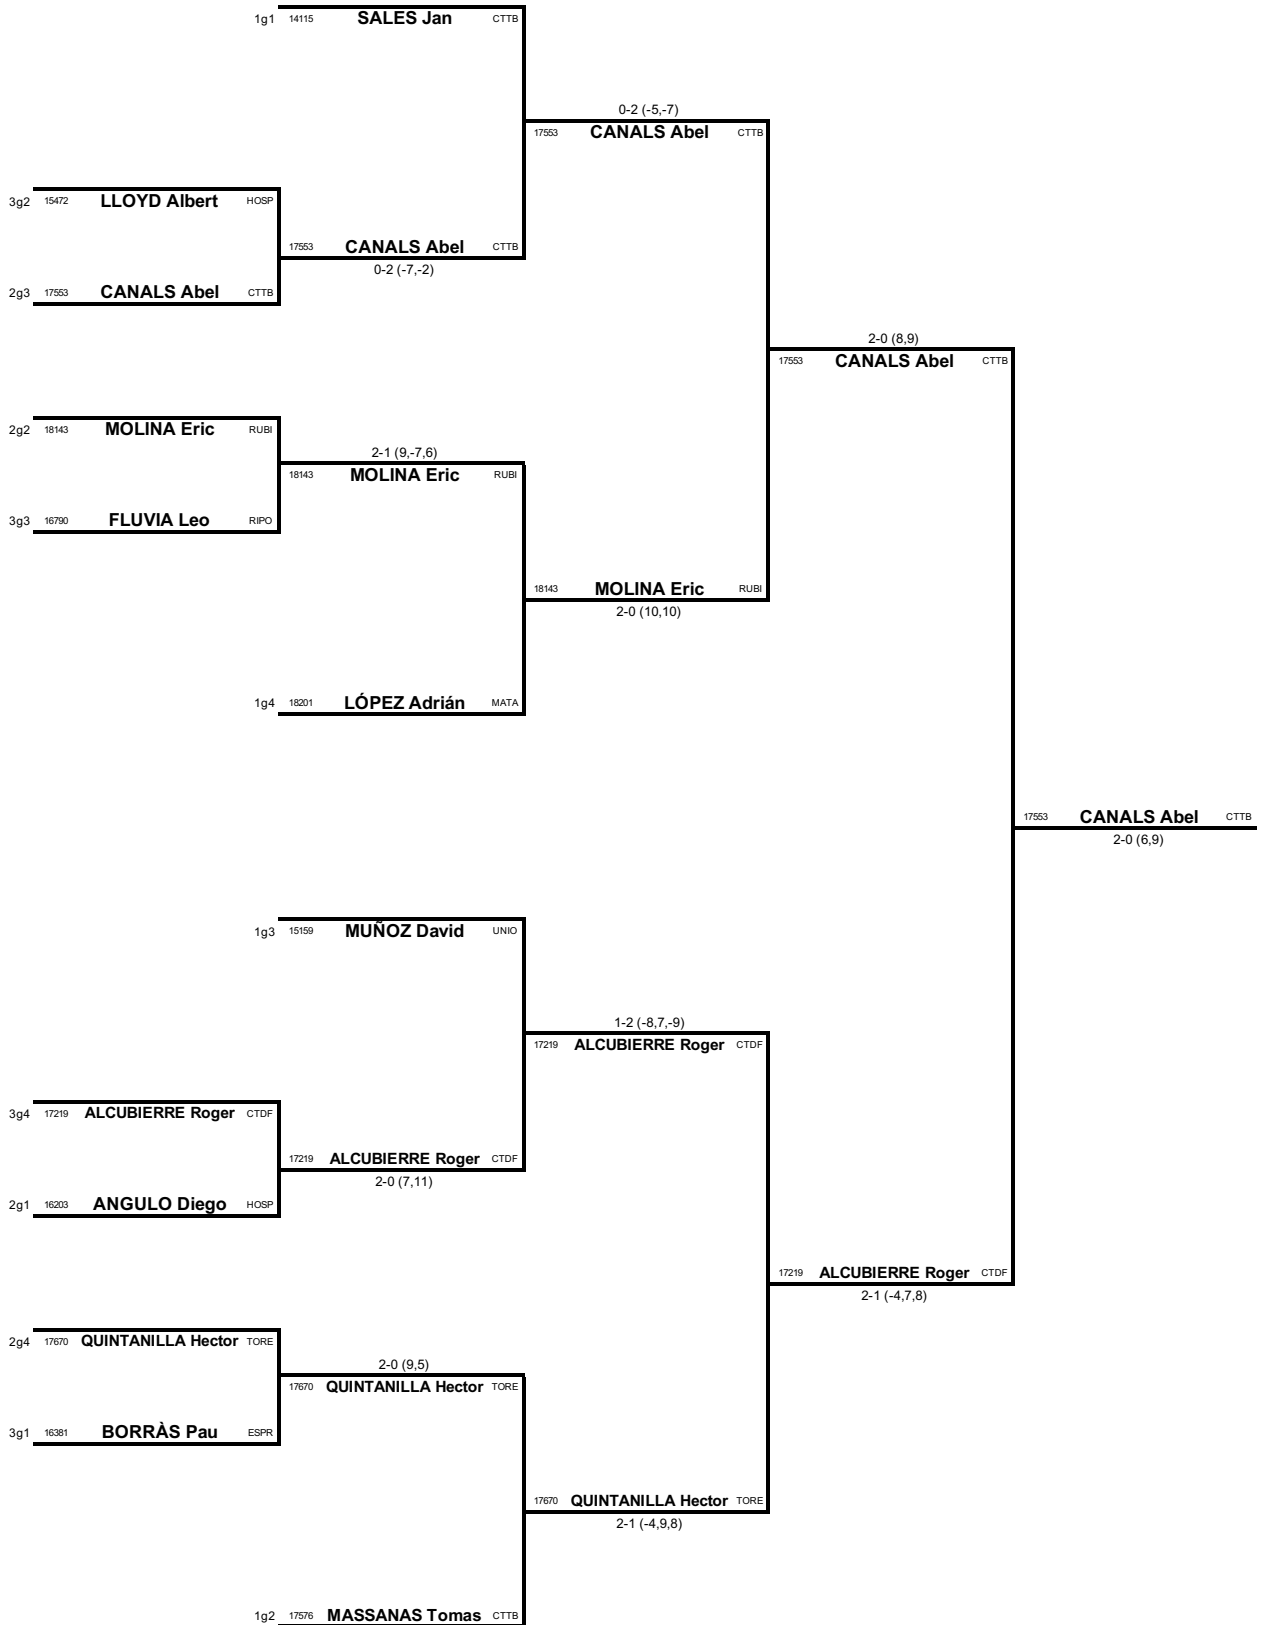 1g1 14115 SALES Jan CTTB
0-2 (-5,-7)
17553 CANALS Abel CTTB
3g2 15472 LLOYD Albert HOSP
17553 CANALS Abel CTTB
0-2 (-7,-2)
2g3 17553 CANALS Abel CTTB
2-0 (8,9)
17553 CANALS Abel CTTB
2g2 18143 MOLINA Eric RUBI
2-1 (9,-7,6)
18143 MOLINA Eric RUBI
3g3 16790 FLUVIA Leo RIPO
18143 MOLINA Eric RUBI
2-0 (10,10)
1g4 18201 LÓPEZ Adrián MATA
17553 CANALS Abel CTTB
2-0 (6,9)
1g3 15159 MUÑOZ David UNIO
1-2 (-8,7,-9)
17219 ALCUBIERRE Roger CTDF
3g4 17219 ALCUBIERRE Roger CTDF
17219 ALCUBIERRE Roger CTDF
2-0 (7,11)
2g1 16203 ANGULO Diego HOSP
17219 ALCUBIERRE Roger CTDF
2-1 (-4,7,8)
2g4 17670 QUINTANILLA Hector TORE
2-0 (9,5)
17670 QUINTANILLA Hector TORE
3g1 16381 BORRÀS Pau ESPR
17670 QUINTANILLA Hector TORE
2-1 (-4,9,8)
1g2 17576 MASSANAS Tomas CTTB